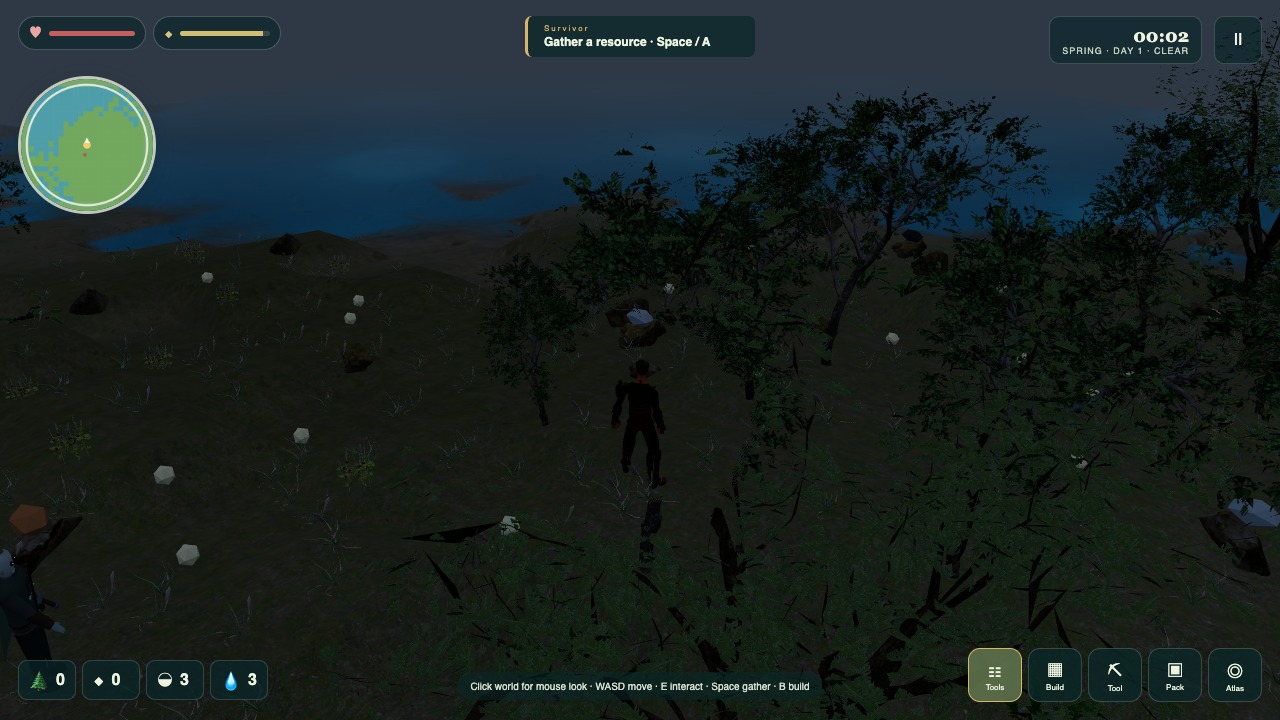 Survivor
Gather a resource · Space / A
00:02
SPRING · DAY 1 · CLEAR
0
0
3
3
Click world for mouse look · WASD move · E interact · Space gather · B build
Tools
Build
Tool
Pack
Atlas